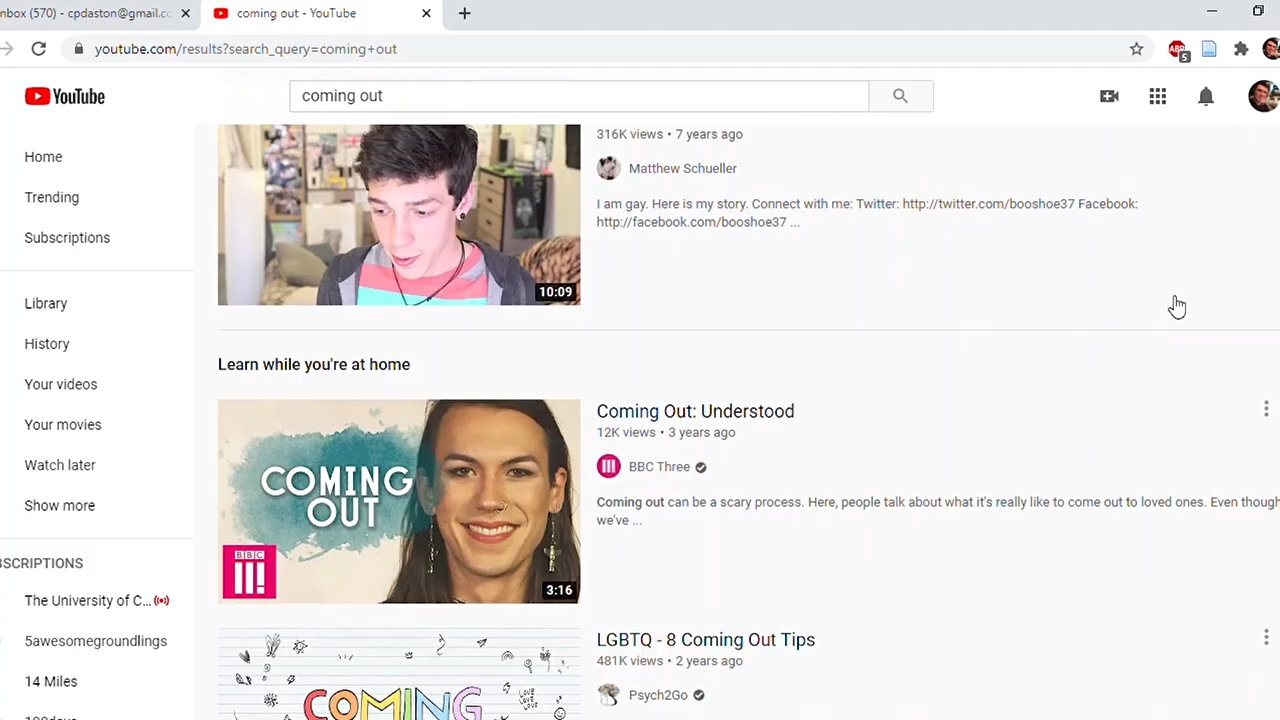 nbox (570) - cpdaston@gmail.cc
coming out - YouTube
youtube.com/results?search_query=coming+out
ABP
5
YouTube
coming out
Home
Trending
Subscriptions
Library
History
Your videos
Your movies
Watch later
Show more
SCRIPTIONS
The University of C...
5awesomegroundlings
14 Miles
316K views • 7 years ago
Matthew Schueller
I am gay. Here is my story. Connect with me: Twitter: http://twitter.com/booshoe37 Facebook:
http://facebook.com/booshoe37 ...
10:09
Learn while you're at home
COMING
OUT
BBC
3:16
Coming Out: Understood
12K views • 3 years ago
BBC Three
Coming out can be a scary process. Here, people talk about what it's really like to come out to loved ones. Even though
we've ...
COMING
LOVE
LOVE
LOVE
LGBTQ - 8 Coming Out Tips
481K views • 2 years ago
Psych2Go